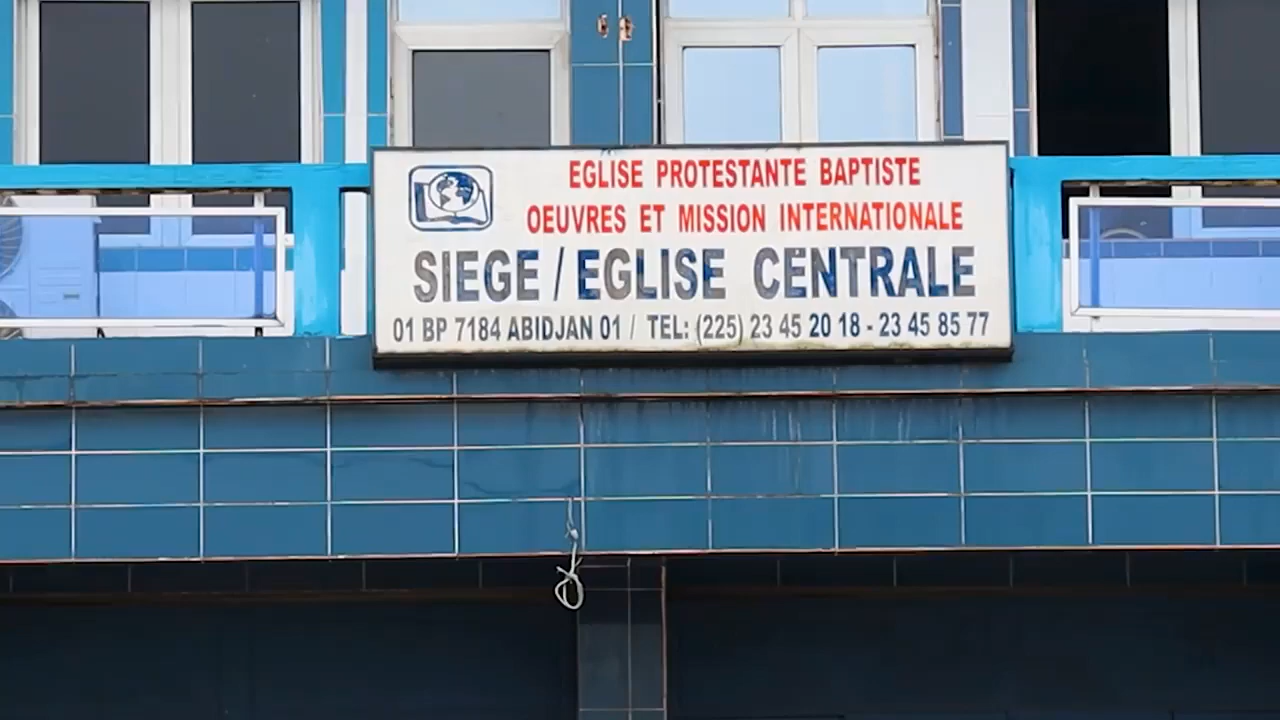 EGLISE PROTESTANTE BAPTISTE
OEUVRES ET MISSION INTERNATIONALE
SIEGE / EGLISE CENTRALE
01 BP 7184 ABIDJAN 01 / TEL: (225) 23 45 20 18 - 23 45 85 77